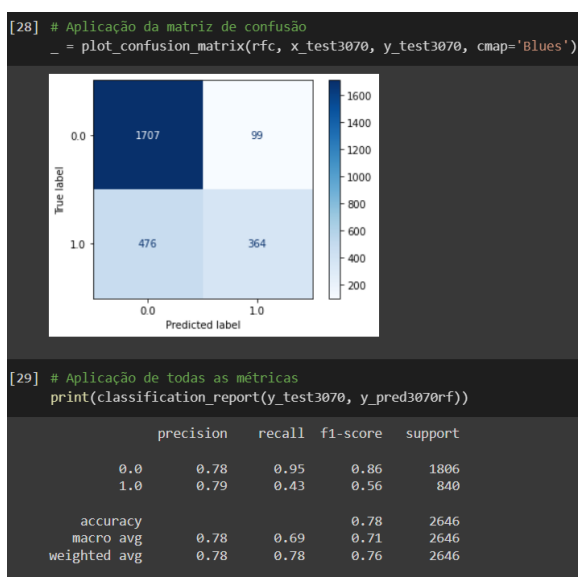 [28] # Aplicação da matriz de confusão
_ = plot_confusion_matrix(rfc, x_test3070, y_test3070, cmap='Blues')
1600
1400
1200
1000
800
600
400
200
True label
0.0 1707 99
1.0 476 364
0.0 1.0
Predicted label
[29] # Aplicação de todas as métricas
print(classification_report(y_test3070, y_pred3070rf))
precision recall f1-score support
0.0 0.78 0.95 0.86 1806
1.0 0.79 0.43 0.56 840
accuracy 0.78 2646
macro avg 0.78 0.69 0.71 2646
weighted avg 0.78 0.78 0.76 2646